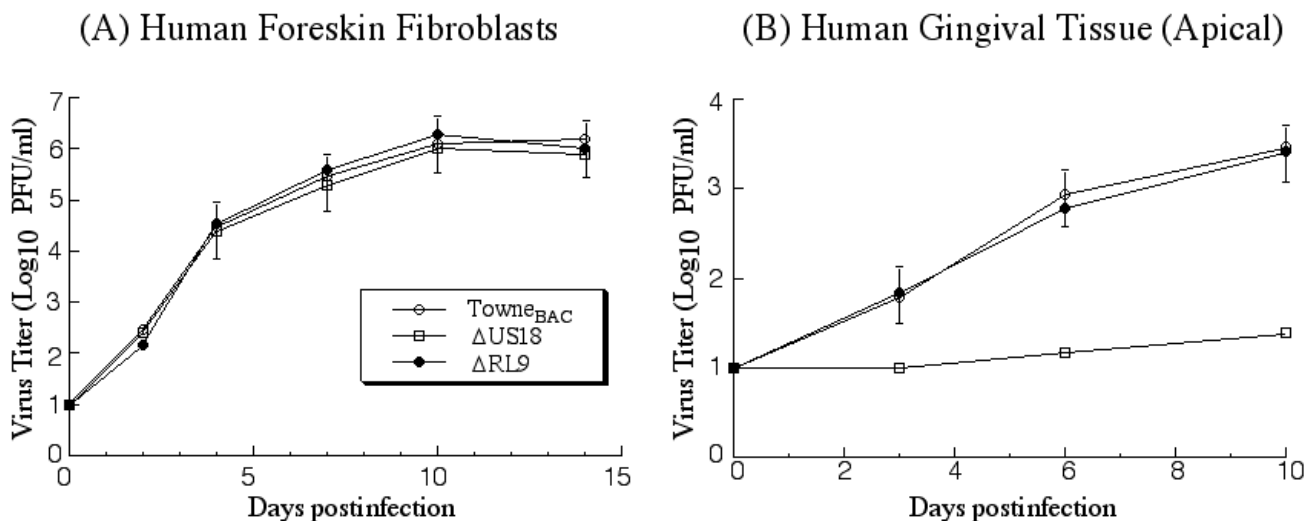 (A) Human Foreskin Fibroblasts
Virus Titer (Log10 PFU/ml)
7
6
5
4
3
2
1
0
0
5
10
15
Days postinfection
Towne_BAC
ΔUS18
ΔRL9
(B) Human Gingival Tissue (Apical)
Virus Titer (Log10 PFU/ml)
4
3
2
1
0
0
2
4
6
8
10
Days postinfection